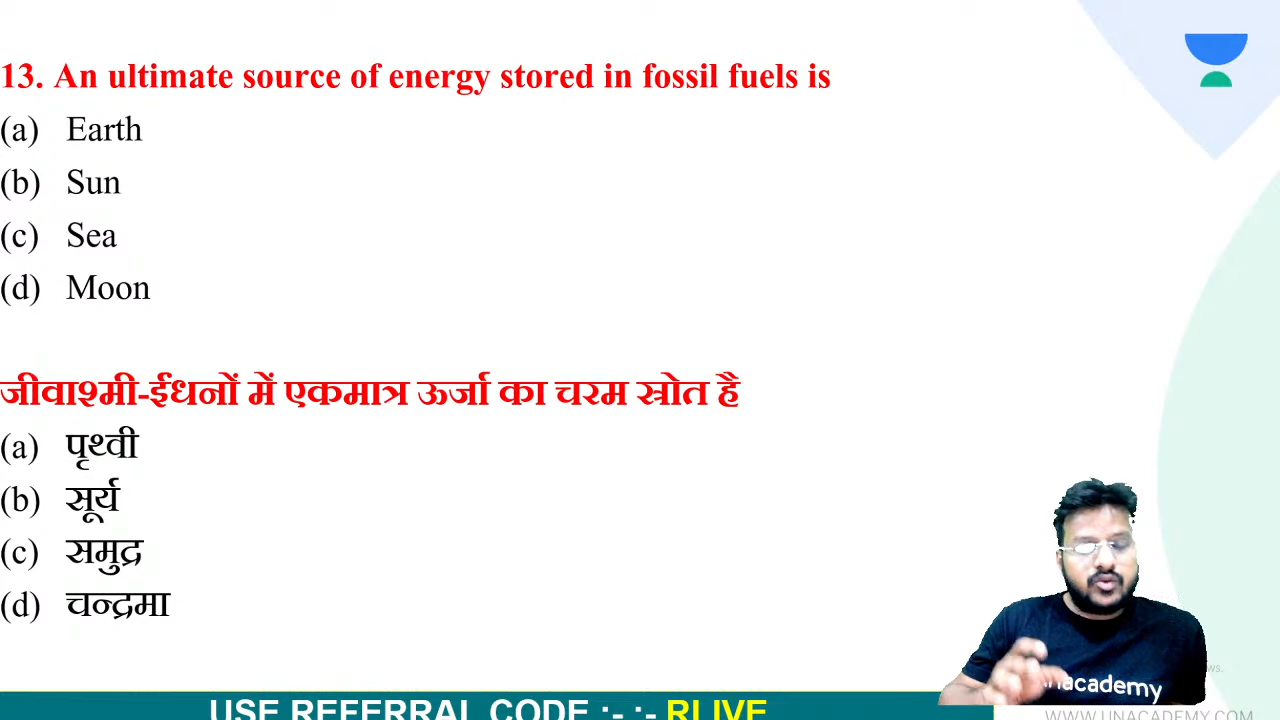 13. An ultimate source of energy stored in fossil fuels is
(a) Earth
(b) Sun
(c) Sea
(d) Moon
जीवाश्मी-ईंधनों में एकमात्र ऊर्जा का चरम स्रोत है
(a) पृथ्वी
(b) सूर्य
(c) समुद्र
(d) चन्द्रमा
unacademy
USE REFERRAL CODE :- :- RLIVE
WWW.UNACADEMY.COM